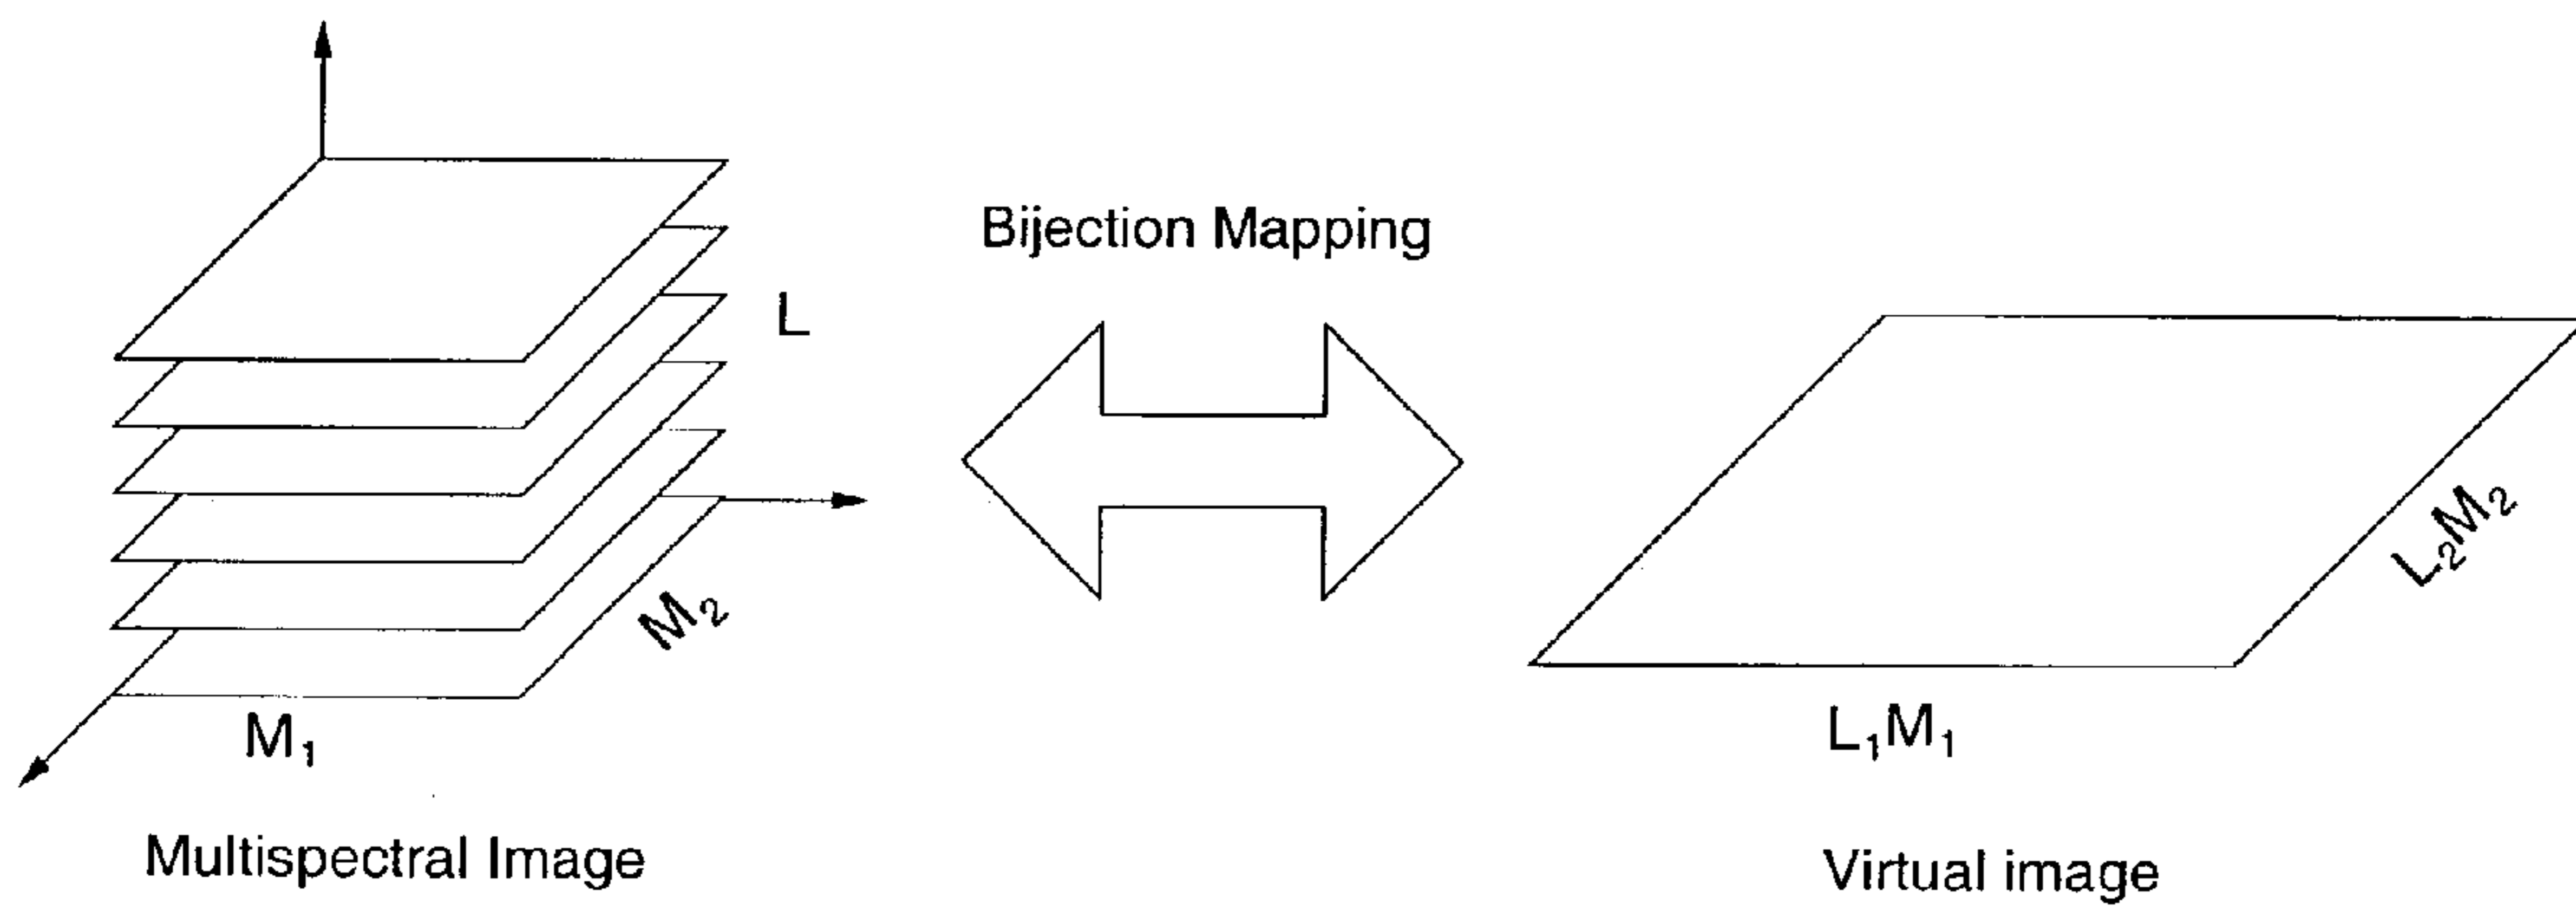 Bijection Mapping
L
M₂
M₁
L₂M₂
L₁M₁
Multispectral Image
Virtual image